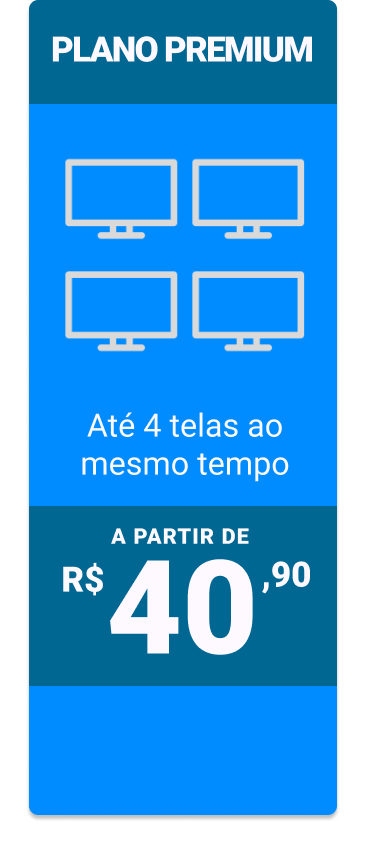 PLANO PREMIUM
Até 4 telas ao
mesmo tempo
A PARTIR DE
R$ 40,90